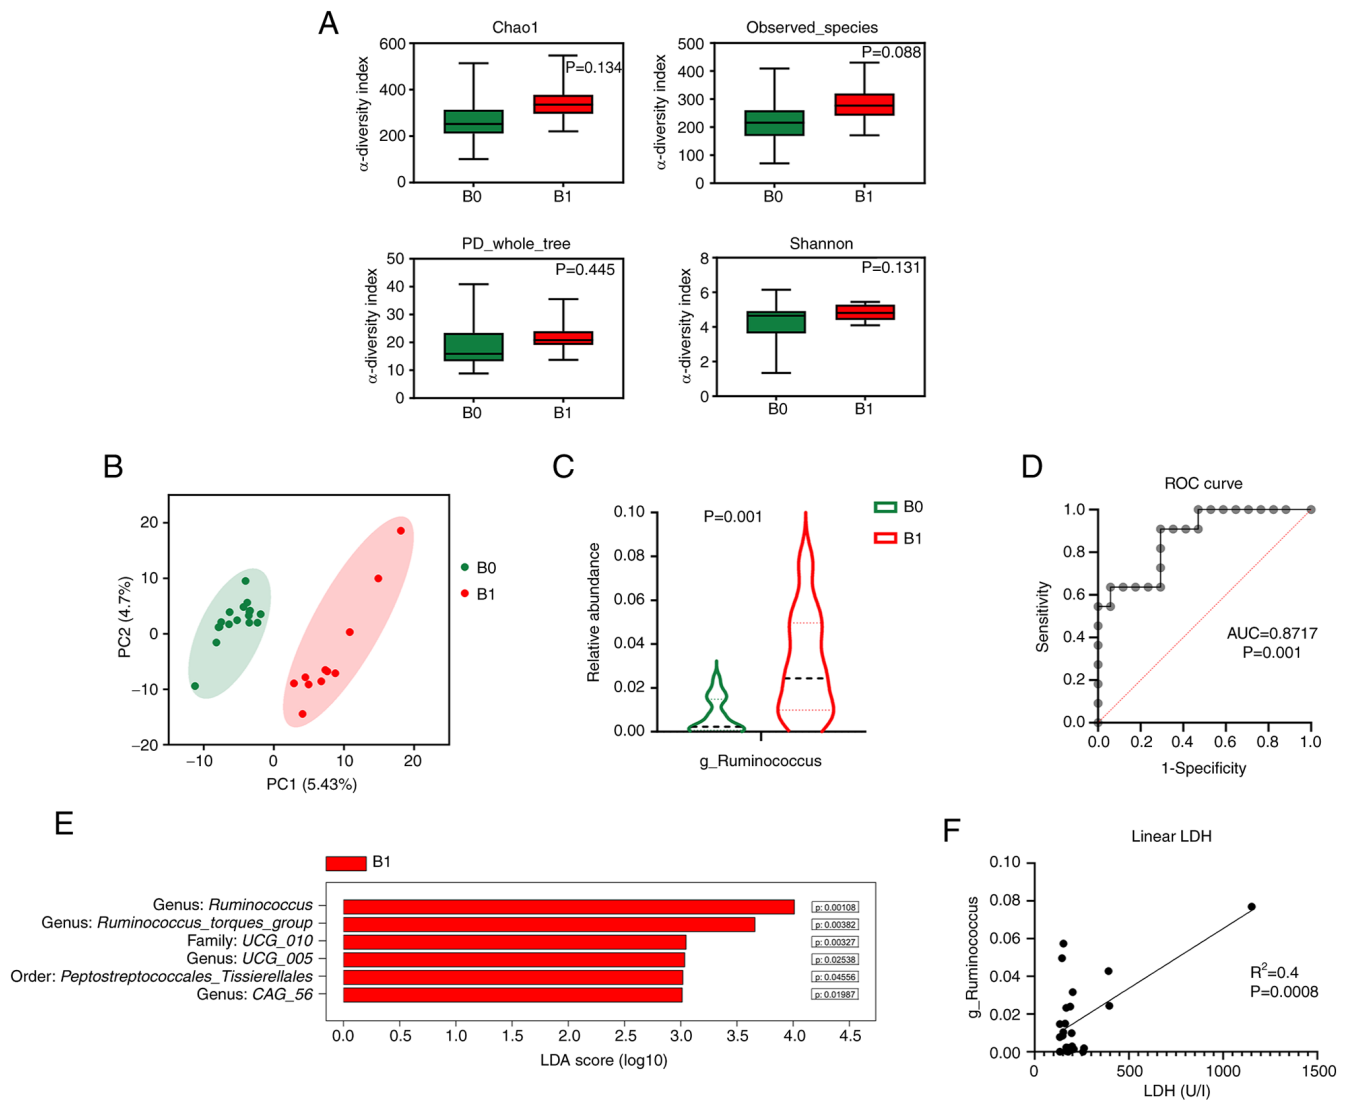 A
Chao1
α-diversity index
600
400
200
0
P=0.134
B0
B1
Observed_species
α-diversity index
500
400
300
200
100
0
P=0.088
B0
B1
PD_whole_tree
α-diversity index
50
40
30
20
10
0
P=0.445
B0
B1
Shannon
α-diversity index
8
6
4
2
0
P=0.131
B0
B1
B
PC2 (4.7%)
20
10
0
−10
−20
−10
0
10
20
PC1 (5.43%)
B0
B1
C
Relative abundance
0.10
0.08
0.06
0.04
0.02
0.00
P=0.001
g_Ruminococcus
B0
B1
D
ROC curve
Sensitivity
1.0
0.8
0.6
0.4
0.2
0.0
AUC=0.8717
P=0.001
0.0
0.2
0.4
0.6
0.8
1.0
1-Specificity
E
B1
Genus: Ruminococcus
p: 0.00108
Genus: Ruminococcus_torques_group
p: 0.00382
Family: UCG_010
p: 0.00327
Genus: UCG_005
p: 0.02538
Order: Peptostreptococcales_Tissierellales
p: 0.04556
Genus: CAG_56
p: 0.01987
0.0
0.5
1.0
1.5
2.0
2.5
3.0
3.5
4.0
4.5
LDA score (log10)
F
Linear LDH
g_Ruminococcus
0.10
0.08
0.06
0.04
0.02
0.00
R²=0.4
P=0.0008
0
500
1000
1500
LDH (U/l)